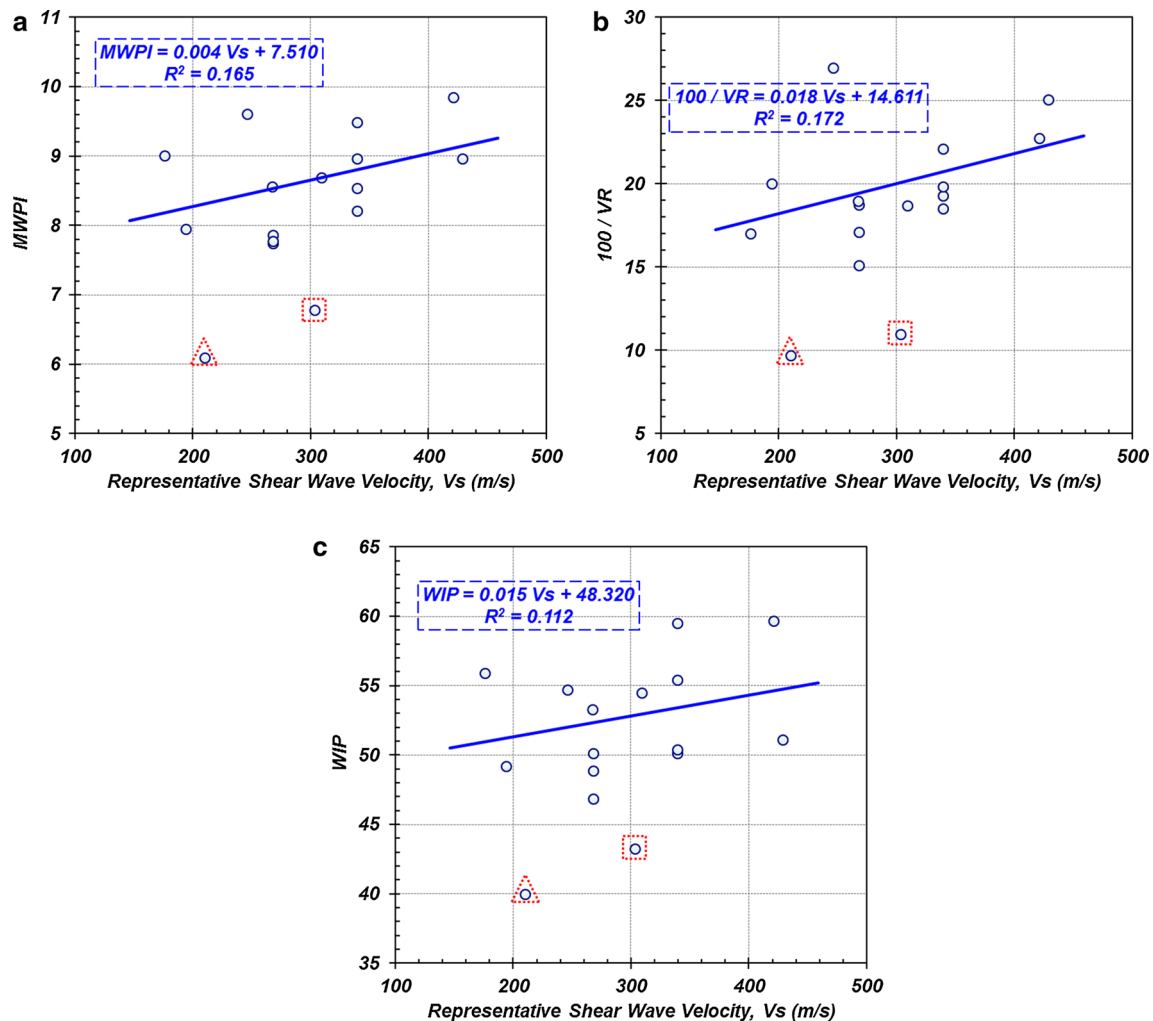 a
11
10
9
8
7
6
5
MWPI
MWPI = 0.004 Vs + 7.510
R² = 0.165
100 200 300 400 500
Representative Shear Wave Velocity, Vs (m/s)
b
30
25
20
15
10
5
100 / VR
100 / VR = 0.018 Vs + 14.611
R² = 0.172
100 200 300 400 500
Representative Shear Wave Velocity, Vs (m/s)
c
65
60
55
50
45
40
35
WIP
WIP = 0.015 Vs + 48.320
R² = 0.112
100 200 300 400 500
Representative Shear Wave Velocity, Vs (m/s)